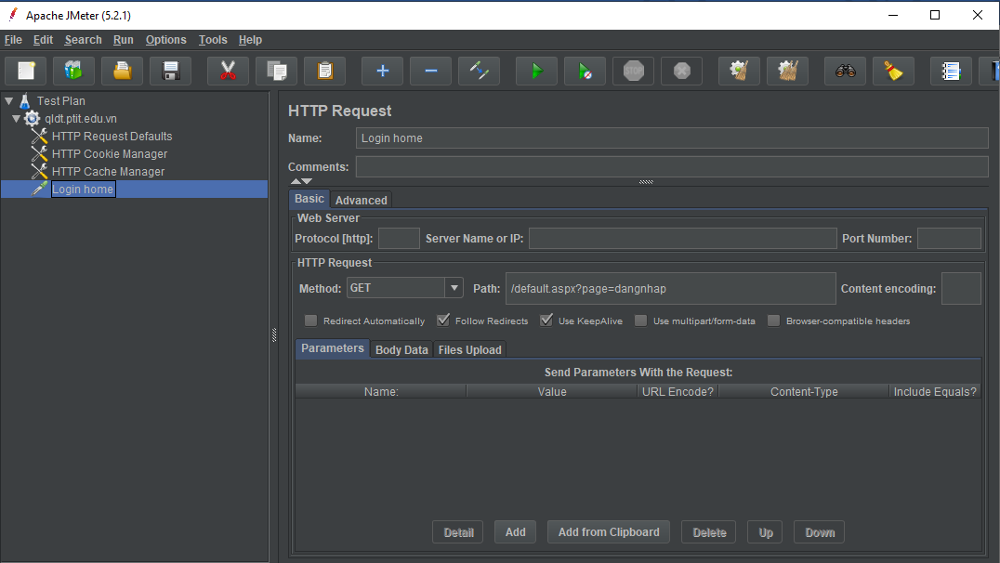 Apache JMeter (5.2.1)
File Edit Search Run Options Tools Help
STOP
Test Plan
qldt.ptit.edu.vn
HTTP Request Defaults
HTTP Cookie Manager
HTTP Cache Manager
Login home
HTTP Request
Name: Login home
Comments:
Basic Advanced
Web Server
Protocol [http]: Server Name or IP: Port Number:
HTTP Request
Method: GET Path: /default.aspx?page=dangnhap Content encoding:
Redirect Automatically Follow Redirects Use KeepAlive Use multipart/form-data Browser-compatible headers
Parameters Body Data Files Upload
Send Parameters With the Request:
Name: Value URL Encode? Content-Type Include Equals?
Detail Add Add from Clipboard Delete Up Down